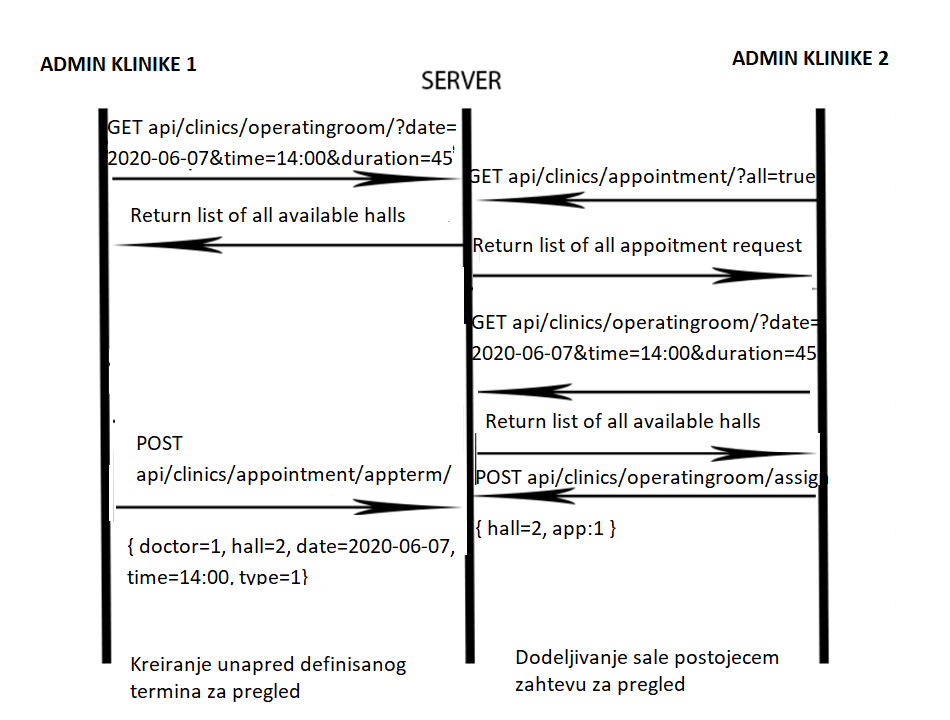 ADMIN KLINIKE 1
ADMIN KLINIKE 2
SERVER
GET api/clinics/operatingroom/?date=
2020-06-07&time=14:00&duration=45
GET api/clinics/appointment/?all=true
Return list of all available halls
Return list of all appoitment request
GET api/clinics/operatingroom/?date=
2020-06-07&time=14:00&duration=45
Return list of all available halls
POST
api/clinics/appointment/appterm/
POST api/clinics/operatingroom/assign
{ hall=2, app:1 }
{ doctor=1, hall=2, date=2020-06-07,
time=14:00, type=1}
Kreiranje unapred definisanog
termina za pregled
Dodeljivanje sale postojecem
zahtevu za pregled